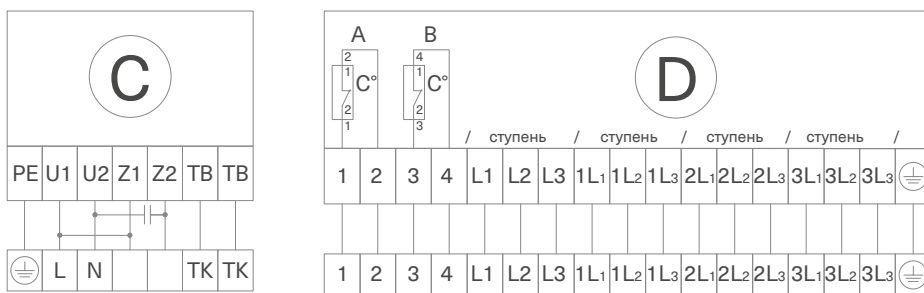 C
PE U1 U2 Z1 Z2 TB TB
L N TK TK
A B
2 4
1 C° 1 C°
2 2
1 3
D
/ ступень / ступень / ступень / ступень /
1 2 3 4 L1 L2 L3 1L1 1L2 1L3 2L1 2L2 2L3 3L1 3L2 3L3
1 2 3 4 L1 L2 L3 1L1 1L2 1L3 2L1 2L2 2L3 3L1 3L2 3L3